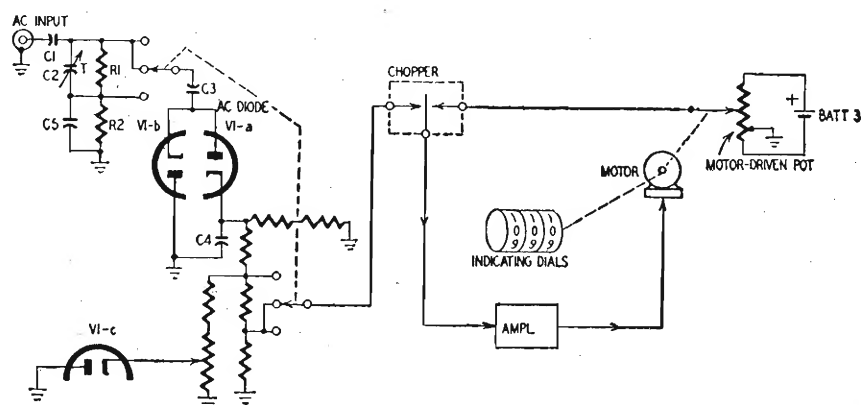 AC INPUT
C1
C2
T
R1
C3
C5
R2
AC DIODE
V1-b
V1-a
C4
V1-c
CHOPPER
+
BATT 3
MOTOR-DRIVEN POT
MOTOR
INDICATING DIALS
AMPL